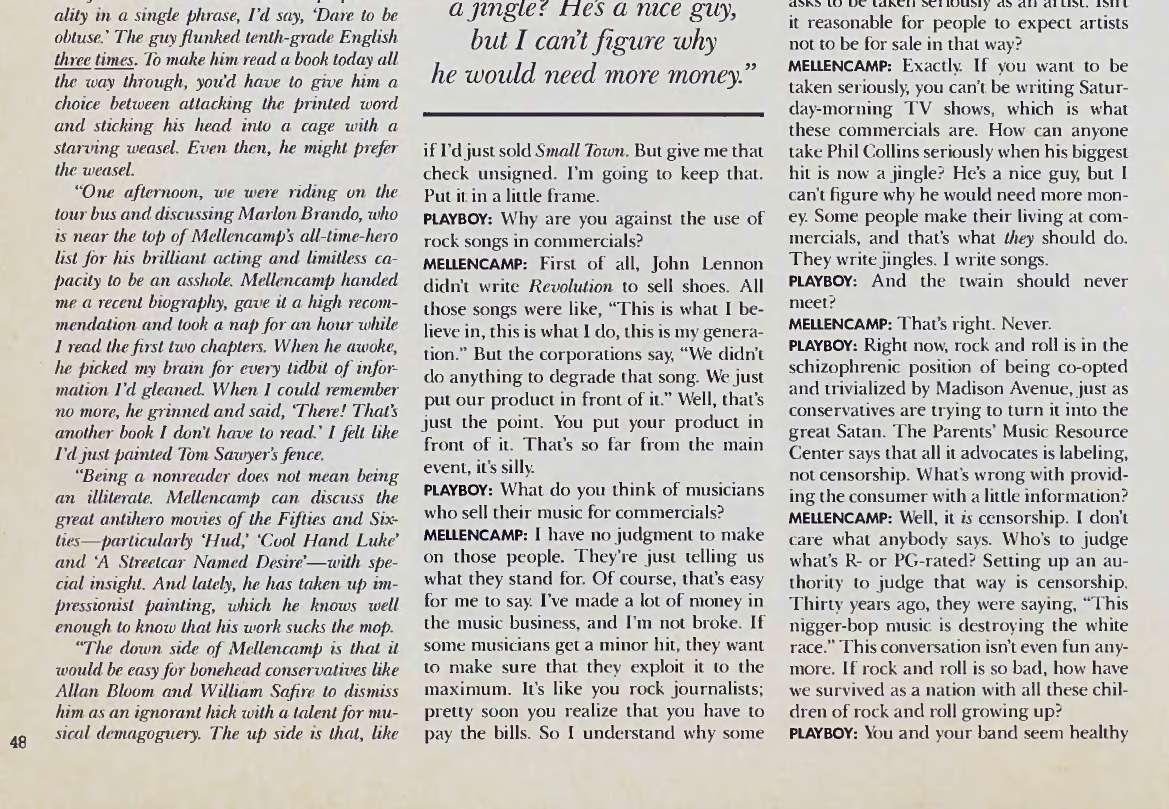 ality in a single phrase, I'd say, 'Dare to be
obtuse.' The guy flunked tenth-grade English
three times. To make him read a book today all
the way through, you'd have to give him a
choice between attacking the printed word
and sticking his head into a cage with a
starving weasel. Even then, he might prefer
the weasel.
"One afternoon, we were riding on the
tour bus and discussing Marlon Brando, who
is near the top of Mellencamp's all-time-hero
list for his brilliant acting and limitless ca-
pacity to be an asshole. Mellencamp handed
me a recent biography, gave it a high recom-
mendation and took a nap for an hour while
I read the first two chapters. When he awoke,
he picked my brain for every tidbit of infor-
mation I'd gleaned. When I could remember
no more, he grinned and said, 'There! That's
another book I don't have to read.' I felt like
I'd just painted Tom Sawyer's fence.
"Being a nonreader does not mean being
an illiterate. Mellencamp can discuss the
great antihero movies of the Fifties and Six-
ties—particularly 'Hud,' 'Cool Hand Luke'
and 'A Streetcar Named Desire'—with spe-
cial insight. And lately, he has taken up im-
pressionist painting, which he knows well
enough to know that his work sucks the mop.
"The down side of Mellencamp is that it
would be easy for bonehead conservatives like
Allan Bloom and William Safire to dismiss
him as an ignorant hick with a talent for mu-
sical demagoguery. The up side is that, like
48
a jingle? He's a nice guy,
but I can't figure why
he would need more money."
if I'd just sold Small Town. But give me that
check unsigned. I'm going to keep that.
Put it in a little frame.
PLAYBOY: Why are you against the use of
rock songs in commercials?
MELLENCAMP: First of all, John Lennon
didn't write Revolution to sell shoes. All
those songs were like, "This is what I be-
lieve in, this is what I do, this is my genera-
tion." But the corporations say, "We didn't
do anything to degrade that song. We just
put our product in front of it." Well, that's
just the point. You put your product in
front of it. That's so far from the main
event, it's silly.
PLAYBOY: What do you think of musicians
who sell their music for commercials?
MELLENCAMP: I have no judgment to make
on those people. They're just telling us
what they stand for. Of course, that's easy
for me to say. I've made a lot of money in
the music business, and I'm not broke. If
some musicians get a minor hit, they want
to make sure that they exploit it to the
maximum. It's like you rock journalists;
pretty soon you realize that you have to
pay the bills. So I understand why some
asks to be taken seriously as an artist. Isn't
it reasonable for people to expect artists
not to be for sale in that way?
MELLENCAMP: Exactly. If you want to be
taken seriously, you can't be writing Satur-
day-morning TV shows, which is what
these commercials are. How can anyone
take Phil Collins seriously when his biggest
hit is now a jingle? He's a nice guy, but I
can't figure why he would need more mon-
ey. Some people make their living at com-
mercials, and that's what they should do.
They write jingles. I write songs.
PLAYBOY: And the twain should never
meet?
MELLENCAMP: That's right. Never.
PLAYBOY: Right now, rock and roll is in the
schizophrenic position of being co-opted
and trivialized by Madison Avenue, just as
conservatives are trying to turn it into the
great Satan. The Parents' Music Resource
Center says that all it advocates is labeling,
not censorship. What's wrong with provid-
ing the consumer with a little information?
MELLENCAMP: Well, it is censorship. I don't
care what anybody says. Who's to judge
what's R- or PG-rated? Setting up an au-
thority to judge that way is censorship.
Thirty years ago, they were saying, "This
nigger-bop music is destroying the white
race." This conversation isn't even fun any-
more. If rock and roll is so bad, how have
we survived as a nation with all these chil-
dren of rock and roll growing up?
PLAYBOY: You and your band seem healthy